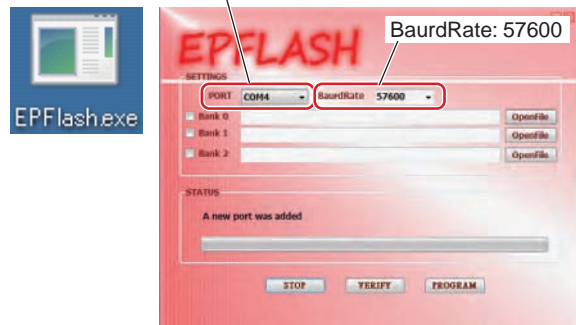 BaurdRate: 57600
EPFLASH
SETTINGS
PORT COM4 BaurdRate 57600
Bank 0 OpenFile
Bank 1 OpenFile
Bank 2 OpenFile
EPFlash.exe
STATUS
A new port was added
STOP VERIFY PROGRAM